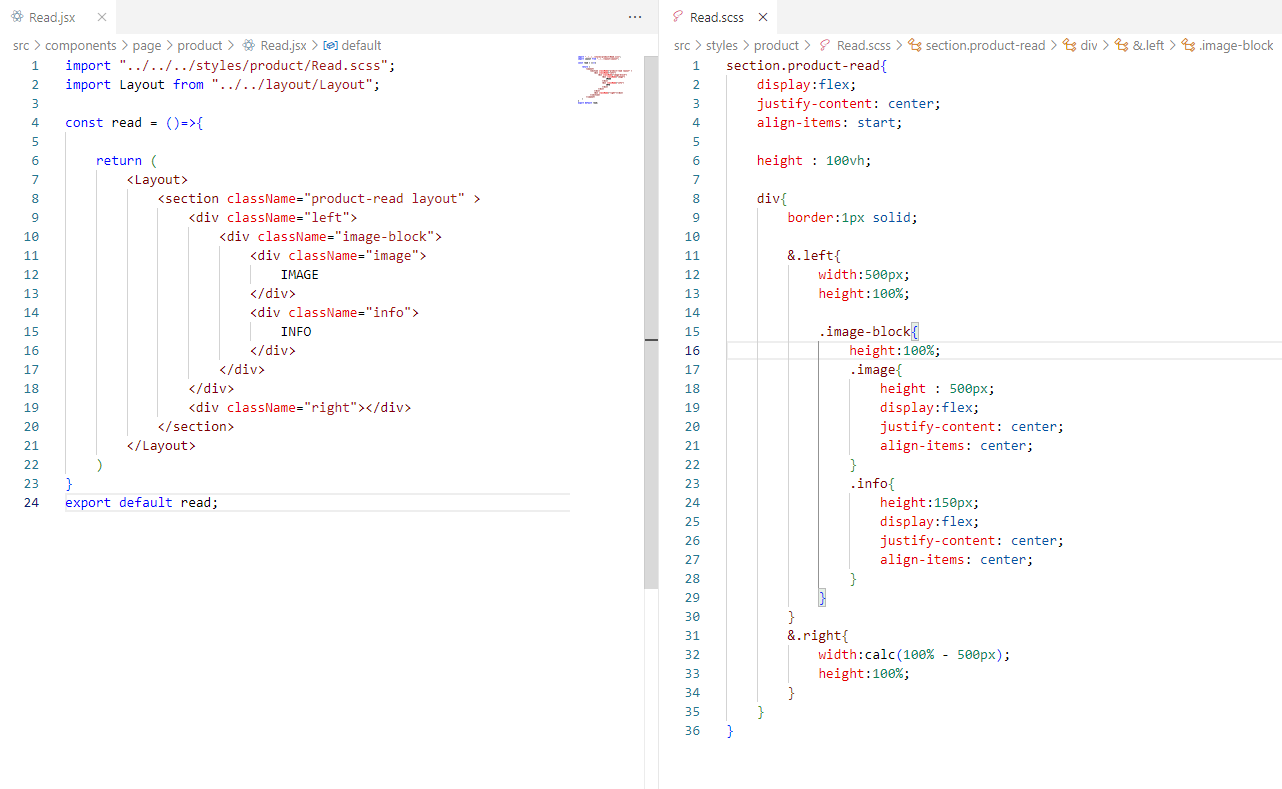 Read.jsx
src > components > page > product > Read.jsx > default
1 import "../../../styles/product/Read.scss";
2 import Layout from "../../layout/Layout";
3
4 const read = ()=>{
5
6 return (
7 <Layout>
8 <section className="product-read layout" >
9 <div className="left">
10 <div className="image-block">
11 <div className="image">
12 IMAGE
13 </div>
14 <div className="info">
15 INFO
16 </div>
17 </div>
18 </div>
19 <div className="right"></div>
20 </section>
21 </Layout>
22 )
23 }
24 export default read;
Read.scss
src > styles > product > Read.scss > section.product-read > div > &.left > .image-block
1 section.product-read{
2 display:flex;
3 justify-content: center;
4 align-items: start;
5
6 height : 100vh;
7
8 div{
9 border:1px solid;
10
11 &.left{
12 width:500px;
13 height:100%;
14
15 .image-block{
16 height:100%;
17 .image{
18 height : 500px;
19 display:flex;
20 justify-content: center;
21 align-items: center;
22 }
23 .info{
24 height:150px;
25 display:flex;
26 justify-content: center;
27 align-items: center;
28 }
29 }
30 }
31 &.right{
32 width:calc(100% - 500px);
33 height:100%;
34 }
35 }
36 }